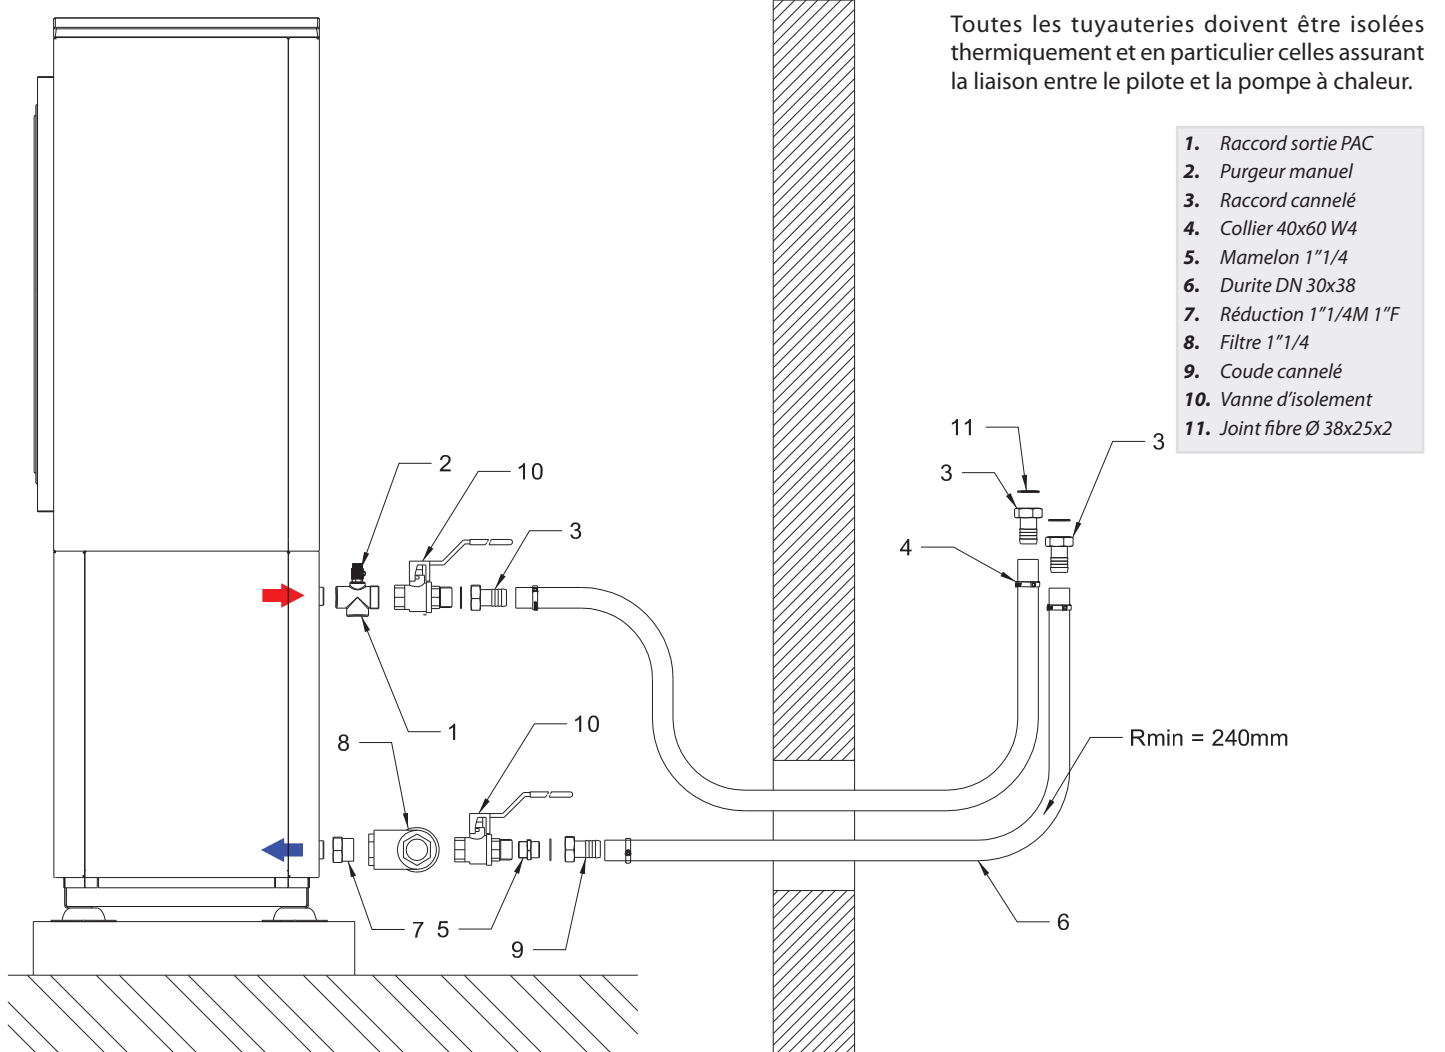 Toutes les tuyauteries doivent être isolées
thermiquement et en particulier celles assurant
la liaison entre le pilote et la pompe à chaleur.
1. Raccord sortie PAC
2. Purgeur manuel
3. Raccord cannelé
4. Collier 40x60 W4
5. Mamelon 1"1/4
6. Durite DN 30x38
7. Réduction 1"1/4M 1"F
8. Filtre 1"1/4
9. Coude cannelé
10. Vanne d'isolement
11. Joint fibre Ø 38x25x2
11
3
3
2
10
3
4
1
10
8
Rmin = 240mm
7 5
9
6